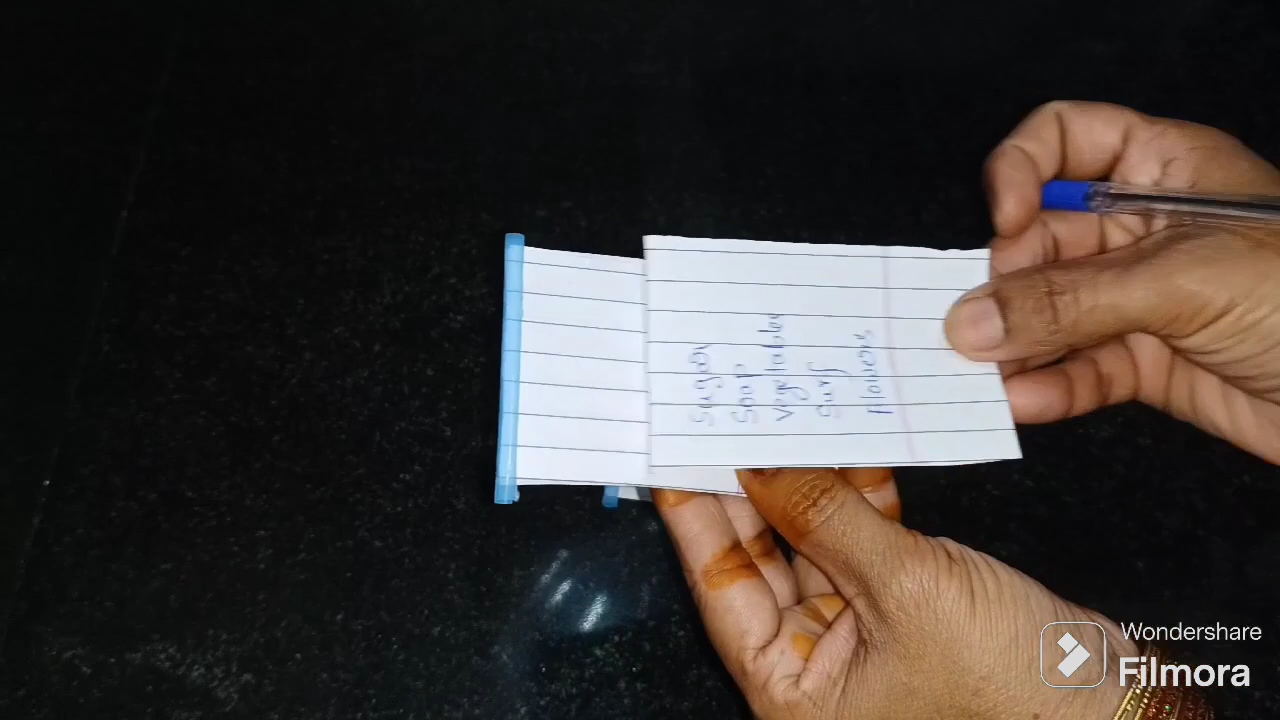 Sugar
Soap
Vegetables
Surf
Flowers
Wondershare
Filmora